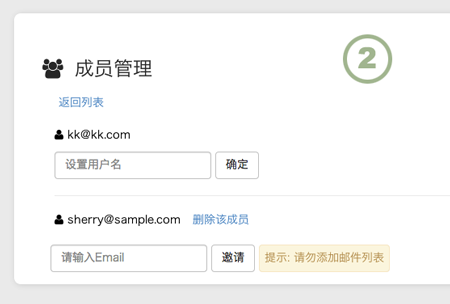 成员管理
2
返回列表
kk@kk.com
设置用户名 确定
sherry@sample.com 删除该成员
请输入Email 邀请 提示: 请勿添加邮件列表